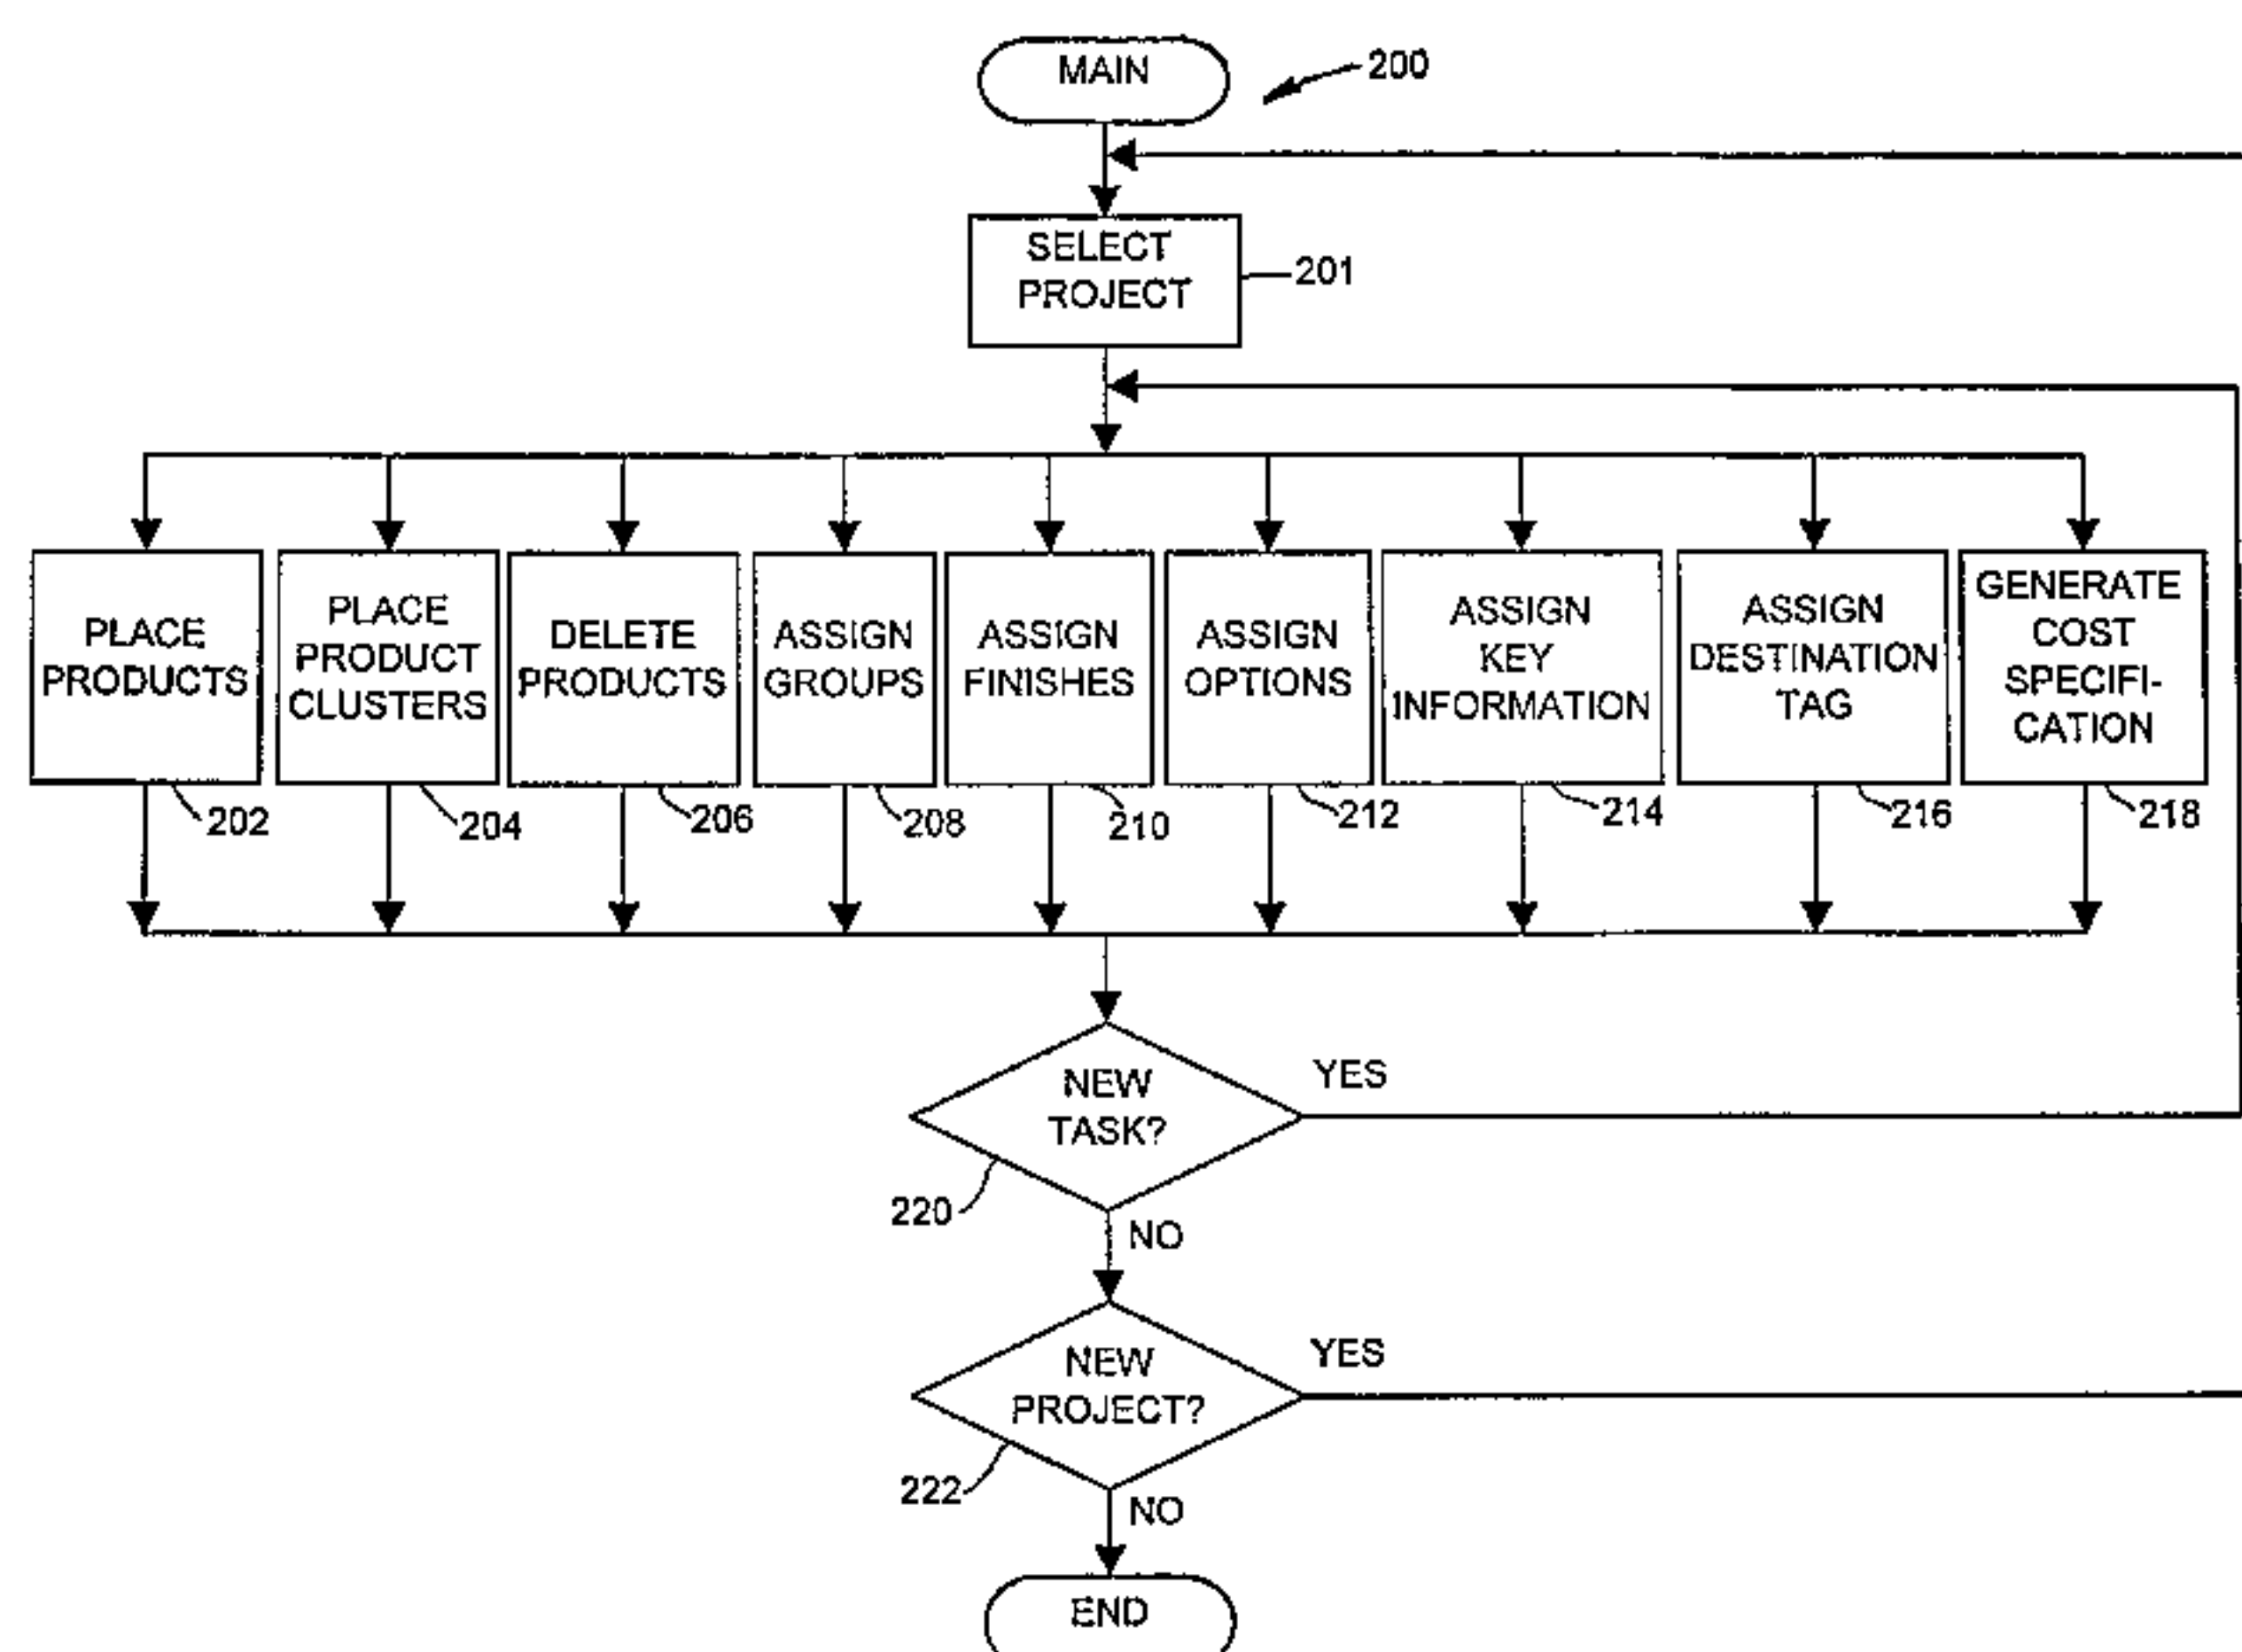 MAIN
200
SELECT
PROJECT
201
PLACE
PRODUCTS
202
PLACE
PRODUCT
CLUSTERS
204
DELETE
PRODUCTS
206
ASSIGN
GROUPS
208
ASSIGN
FINISHES
210
ASSIGN
OPTIONS
212
ASSIGN
KEY
INFORMATION
214
ASSIGN
DESTINATION
TAG
216
GENERATE
COST
SPECIFI-
CATION
218
NEW
TASK?
YES
220
NO
NEW
PROJECT?
YES
222
NO
END